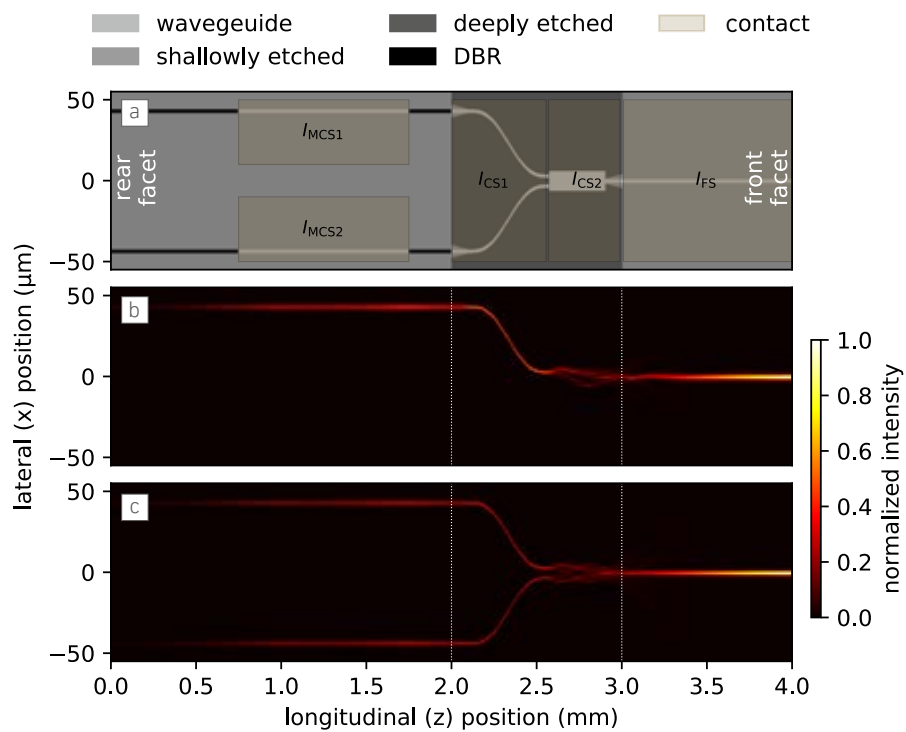 wavegeuide
deeply etched
contact
shallowly etched
DBR
50
0
−50
a
rear
facet
I_MCS1
I_MCS2
I_CS1
I_CS2
I_FS
front
facet
lateral (x) position (μm)
50
0
−50
b
50
0
−50
c
0.0 0.5 1.0 1.5 2.0 2.5 3.0 3.5 4.0
longitudinal (z) position (mm)
1.0
0.8
0.6
0.4
0.2
0.0
normalized intensity